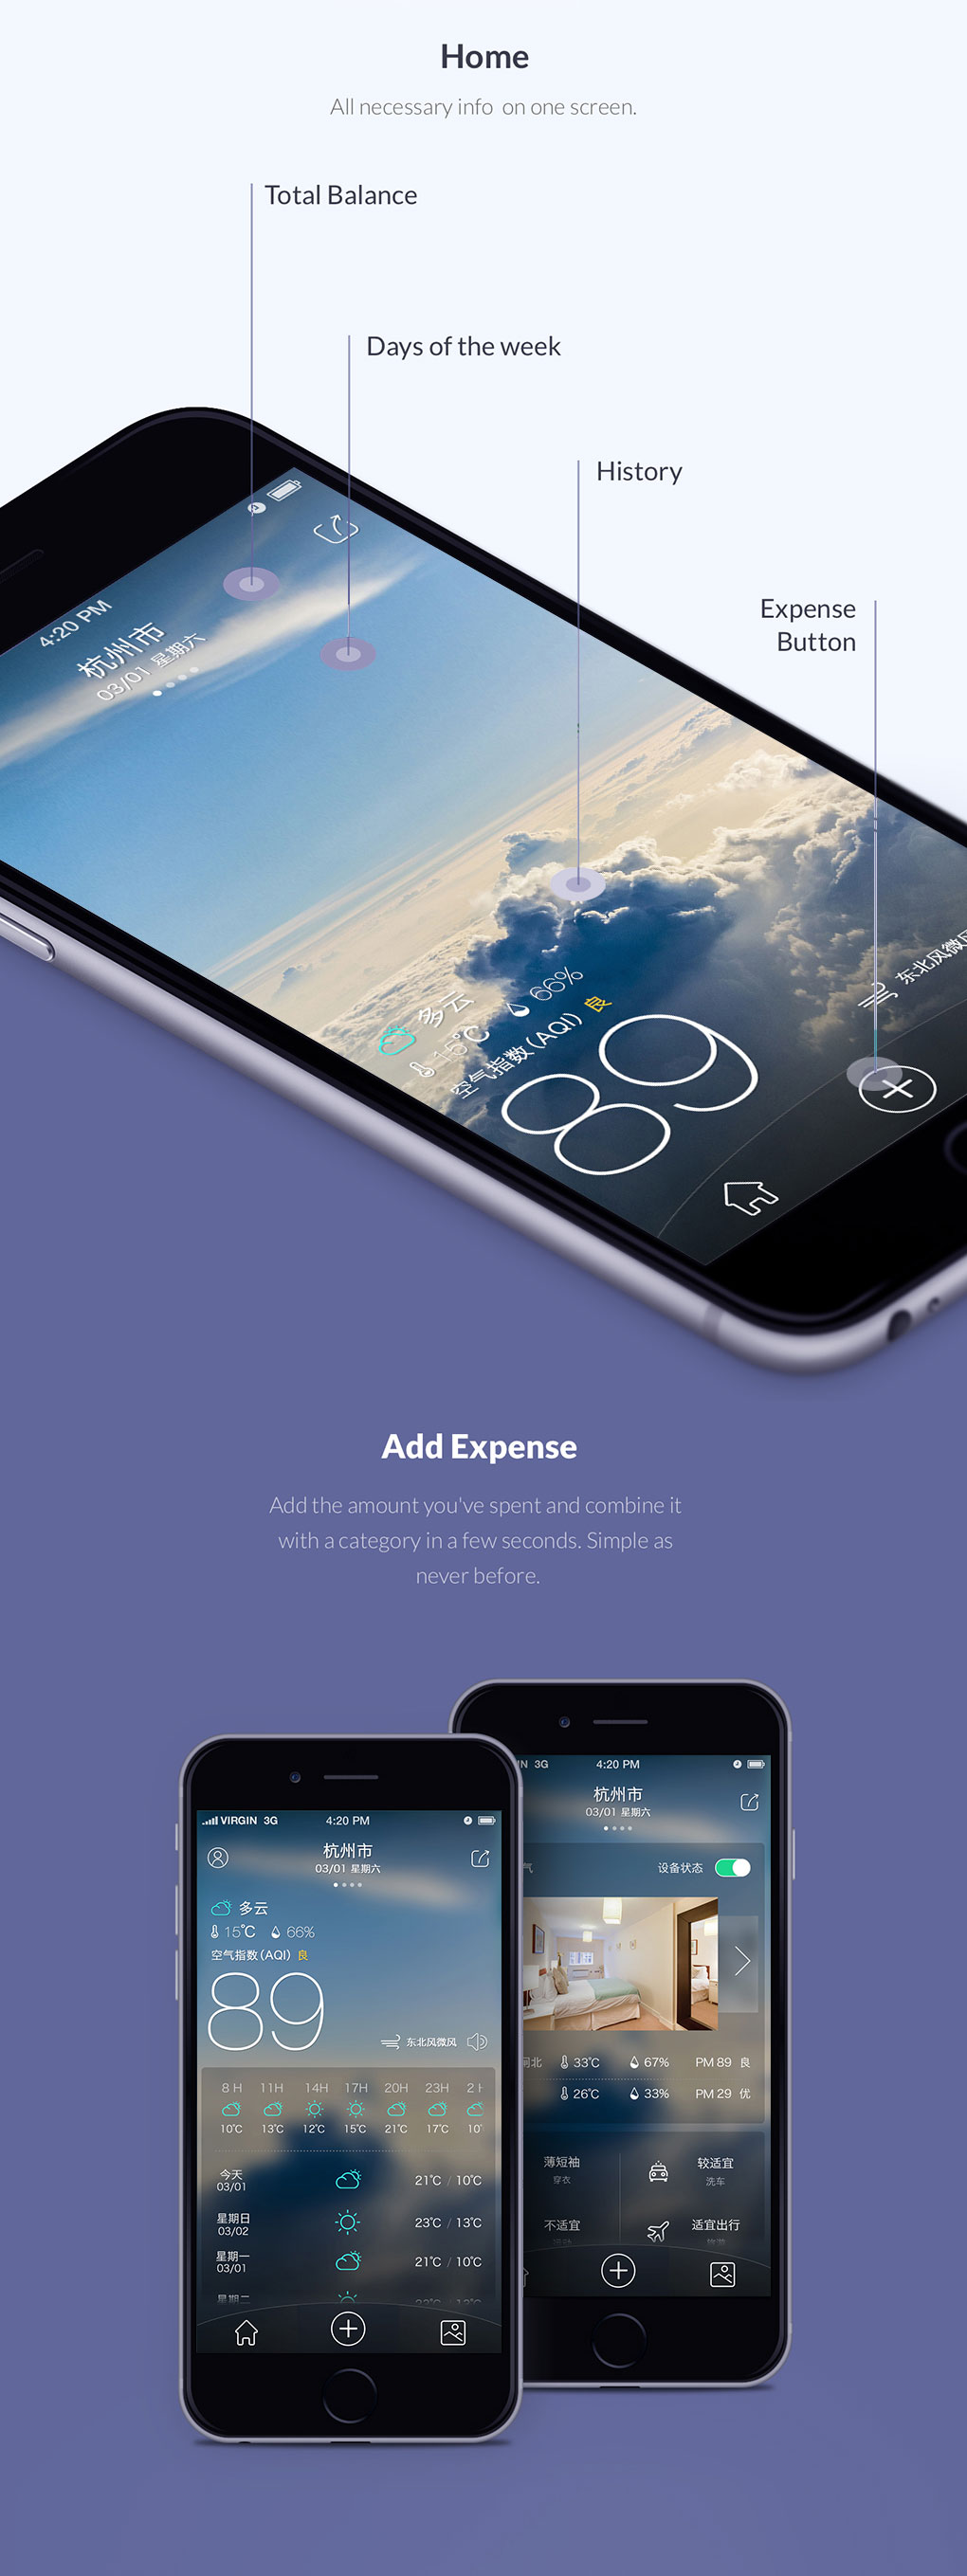 Home
All necessary info on one screen.
Total Balance
Days of the week
History
Expense
Button
4:20 PM
杭州市
03/01 星期六
多云
15℃ 66%
空气指数(AQI) 良
89
东北风微风
Add Expense
Add the amount you've spent and combine it
with a category in a few seconds. Simple as
never before.
VIRGIN 3G 4:20 PM
杭州市
03/01 星期六
多云
15℃ 66%
空气指数(AQI) 良
89
东北风微风
8 H 11H 14H 17H 20H 23H 2 H
10℃ 13℃ 12℃ 15℃ 21℃ 17℃ 10
今天
03/01
21℃ / 10℃
星期日
03/02
23℃ / 13℃
星期一
03/01
21℃ / 10℃
星期二
3G 4:20 PM
杭州市
03/01 星期六
设备状态
33℃ 67% PM 89 良
26℃ 33% PM 29 优
薄短袖
穿衣
较适宜
洗车
不适宜
适宜出行